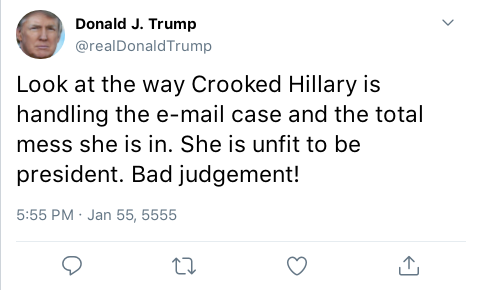 Donald J. Trump
@realDonaldTrump
Look at the way Crooked Hillary is
handling the e-mail case and the total
mess she is in. She is unfit to be
president. Bad judgement!
5:55 PM · Jan 55, 5555